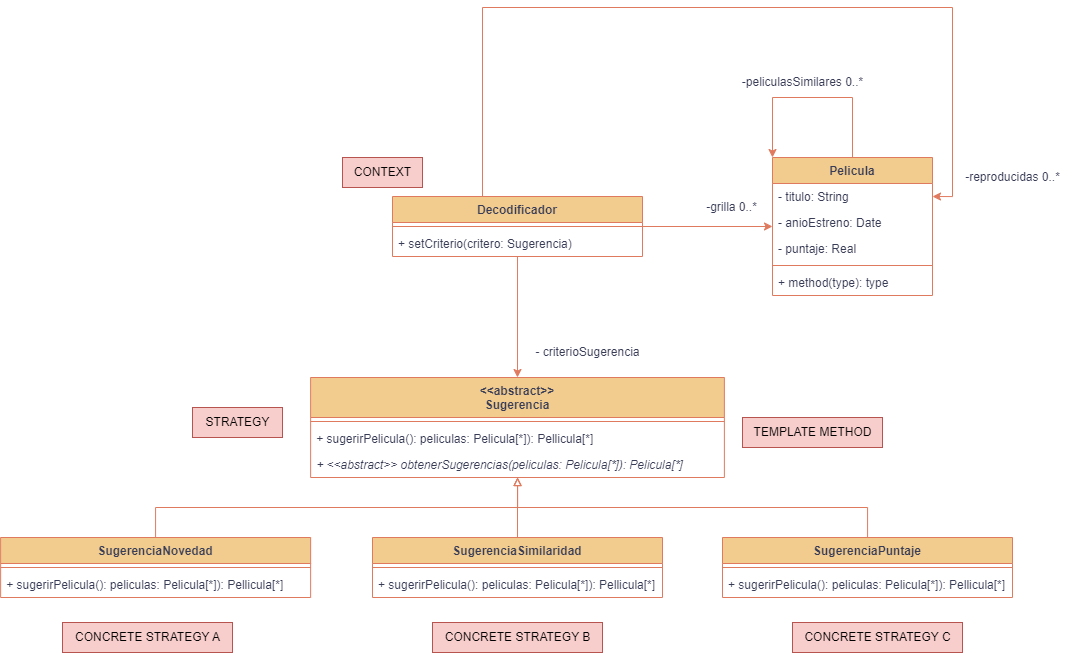 -peliculasSimilares 0..*
CONTEXT
Pelicula
- titulo: String
- anioEstreno: Date
- puntaje: Real
+ method(type): type
-reproducidas 0..*
Decodificador
+ setCriterio(critero: Sugerencia)
-grilla 0..*
- criterioSugerencia
<<abstract>>
Sugerencia
+ sugerirPelicula(): peliculas: Pelicula[*]): Pellicula[*]
+ <<abstract>> obtenerSugerencias(peliculas: Pelicula[*]): Pelicula[*]
STRATEGY
TEMPLATE METHOD
SugerenciaNovedad
+ sugerirPelicula(): peliculas: Pelicula[*]): Pellicula[*]
SugerenciaSimilaridad
+ sugerirPelicula(): peliculas: Pelicula[*]): Pellicula[*]
SugerenciaPuntaje
+ sugerirPelicula(): peliculas: Pelicula[*]): Pellicula[*]
CONCRETE STRATEGY A
CONCRETE STRATEGY B
CONCRETE STRATEGY C